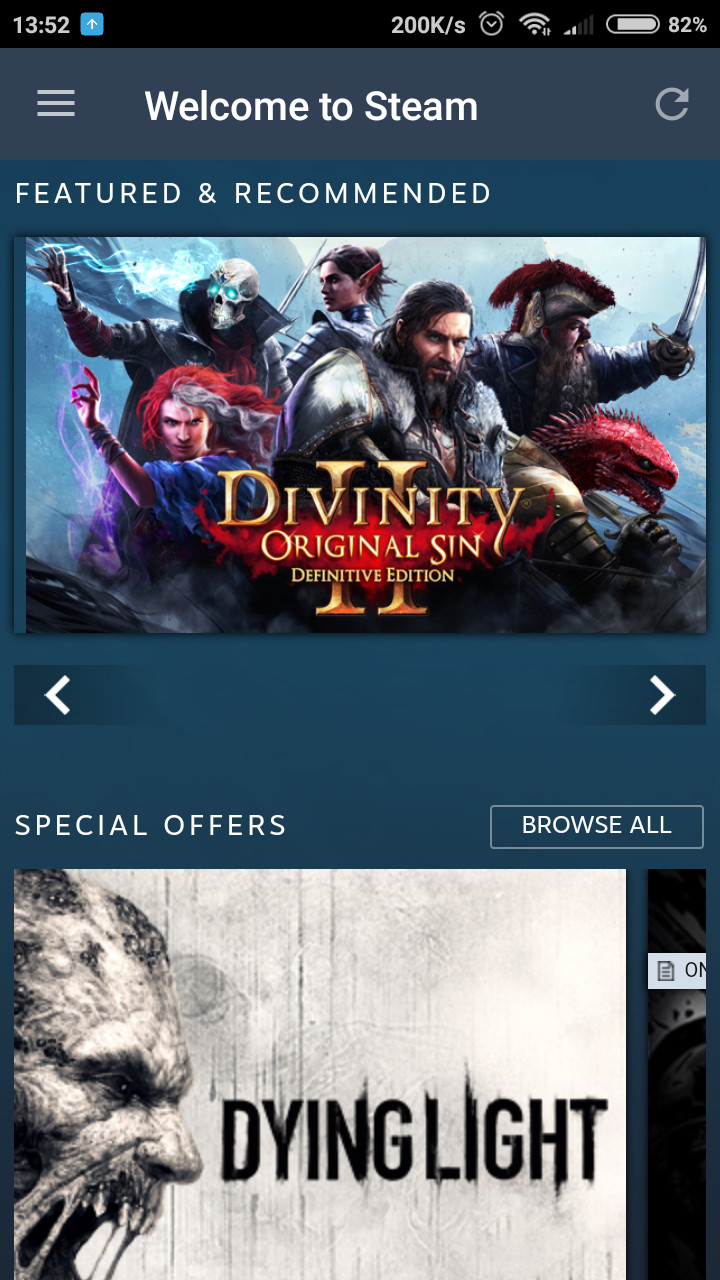 13:52 200K/s 82%
Welcome to Steam
FEATURED & RECOMMENDED
DIVINITY
II
ORIGINAL SIN
DEFINITIVE EDITION
SPECIAL OFFERS BROWSE ALL
DYING LIGHT